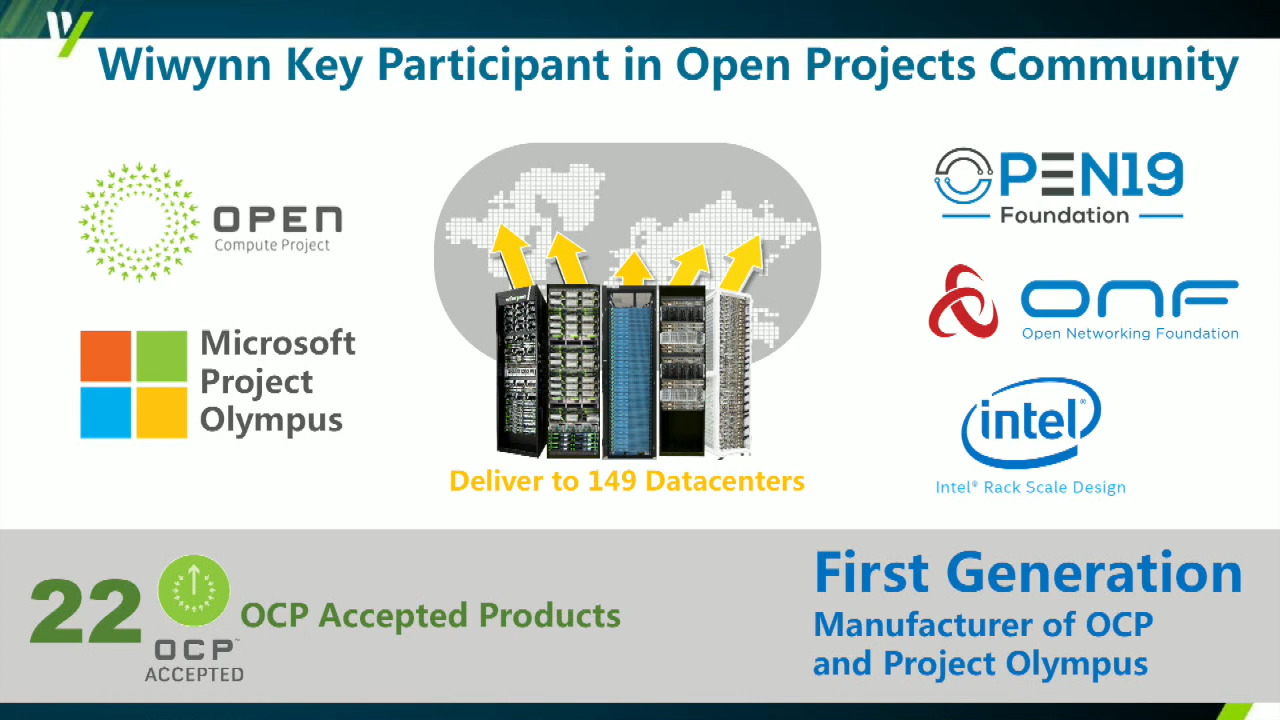 Wiwynn Key Participant in Open Projects Community
OPEN
Compute Project
Microsoft
Project
Olympus
Deliver to 149 Datacenters
OPEN19
Foundation
ONF
Open Networking Foundation
intel®
Intel® Rack Scale Design
22
OCP™
ACCEPTED
OCP Accepted Products
First Generation
Manufacturer of OCP
and Project Olympus